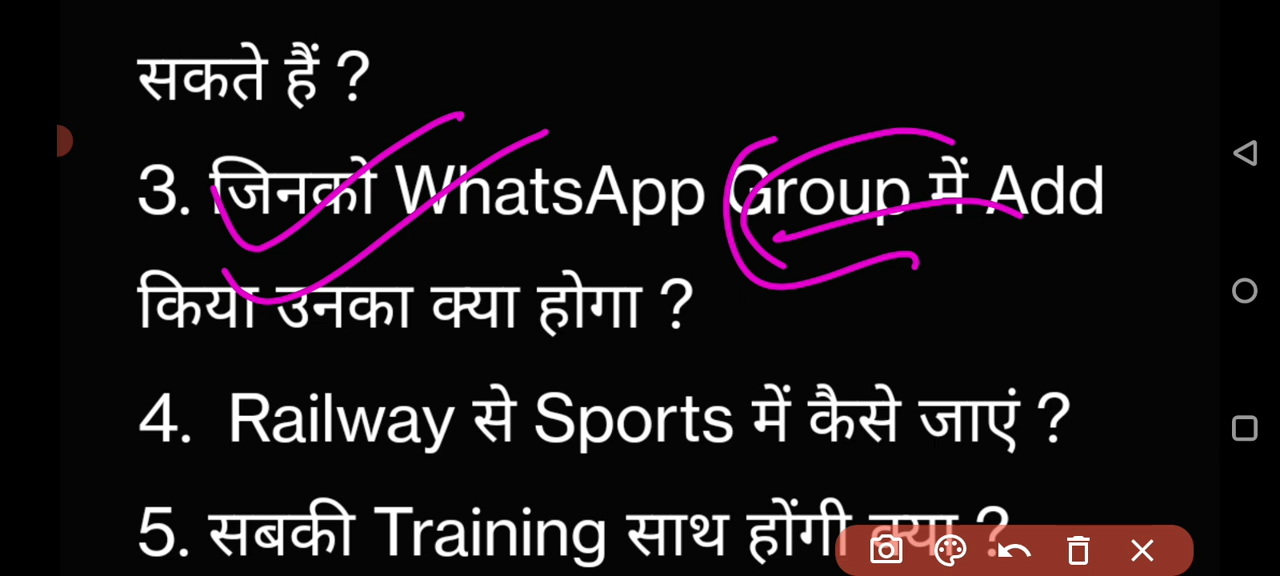 सकते हैं ?
3. जिनको WhatsApp Group में Add
किया उनका क्या होगा ?
4. Railway से Sports में कैसे जाएं ?
5. सबकी Training साथ होंगी क्या ?